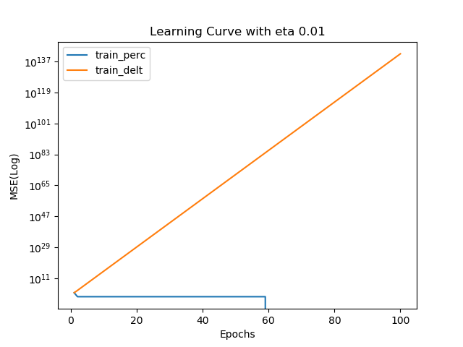 Learning Curve with eta 0.01
train_perc
train_delt
10^137
10^119
10^101
10^83
10^65
10^47
10^29
10^11
MSE(Log)
0 20 40 60 80 100
Epochs